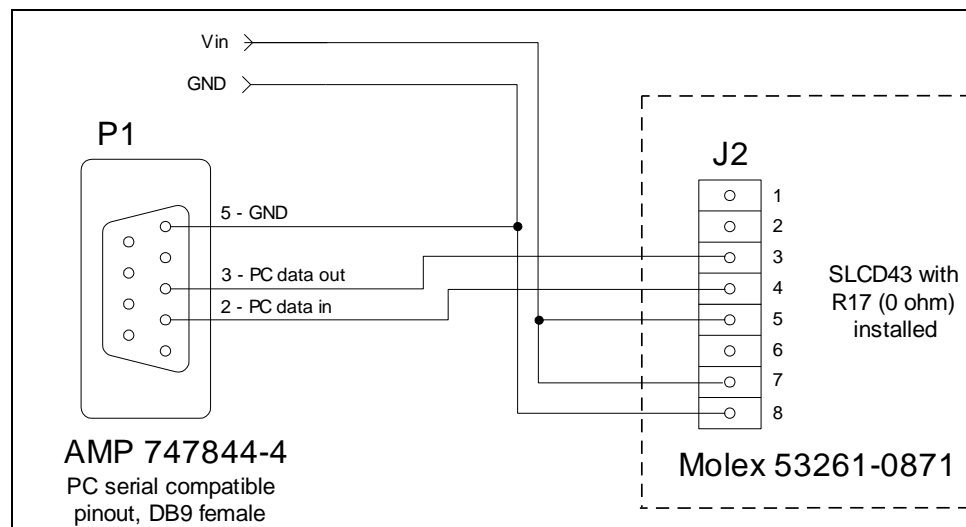 Vin
GND
P1
5 - GND
3 - PC data out
2 - PC data in
AMP 747844-4
PC serial compatible
pinout, DB9 female
J2
1
2
3
4
5
6
7
8
SLCD43 with
R17 (0 ohm)
installed
Molex 53261-0871